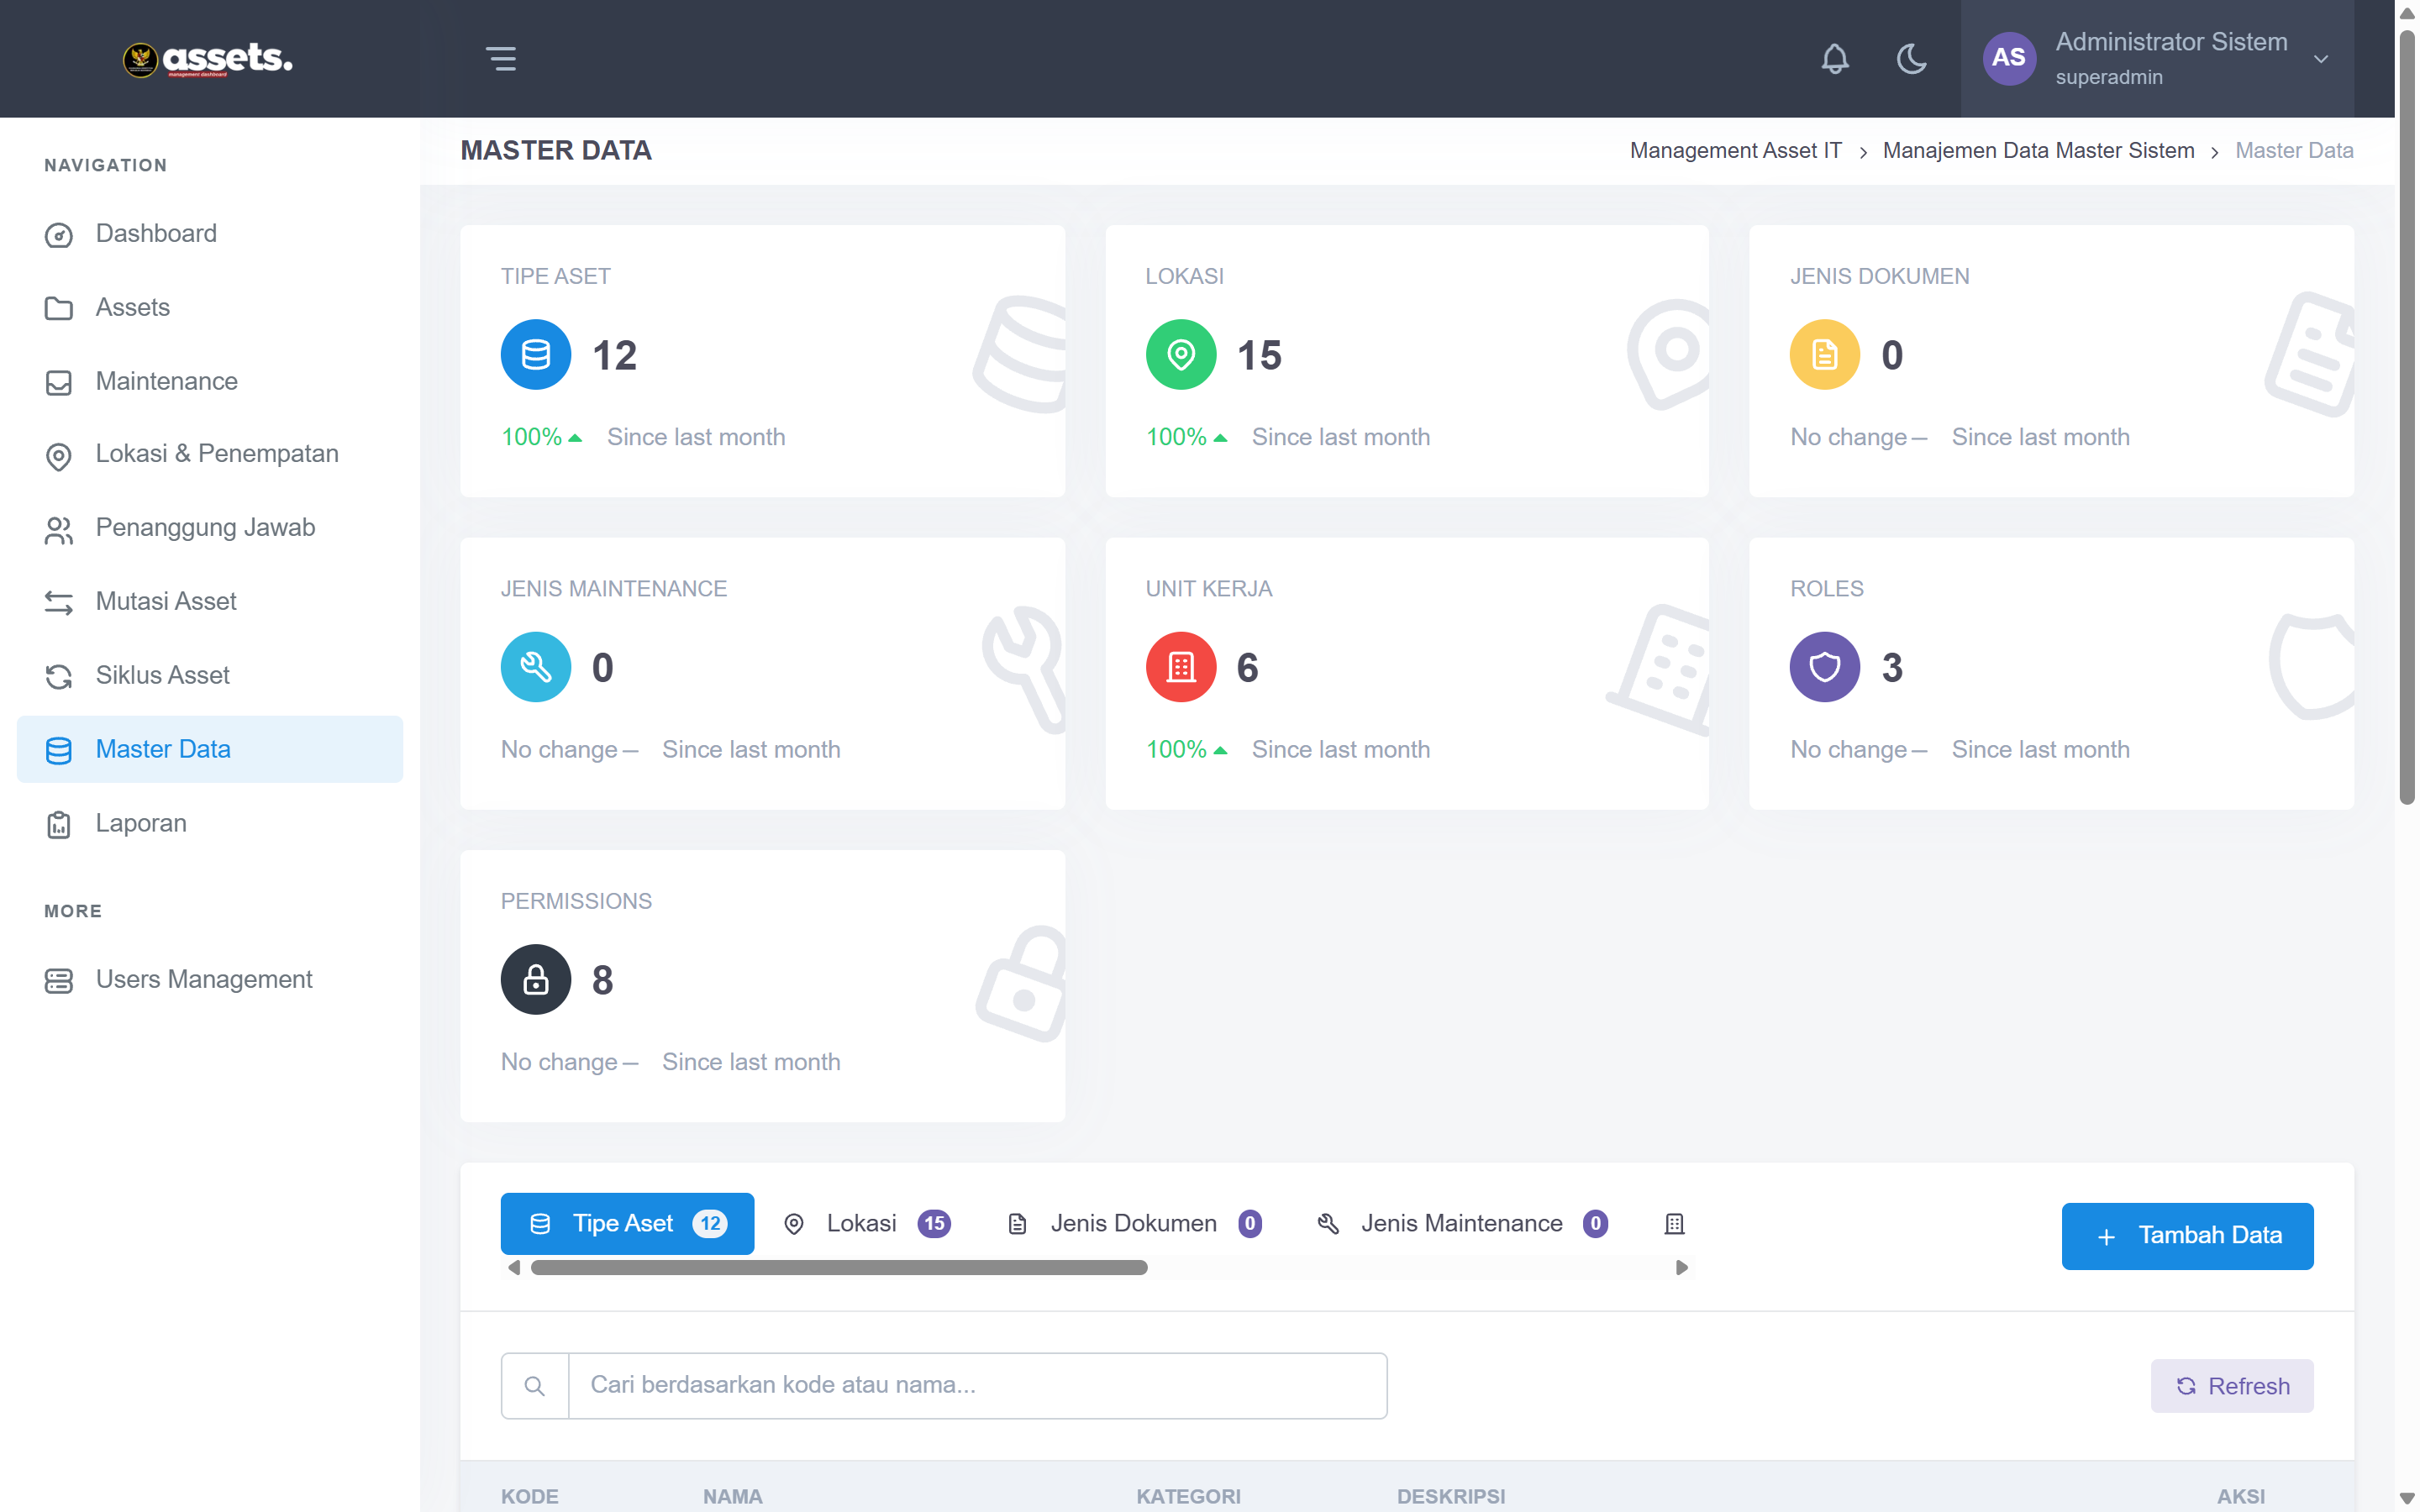 assets.
management dashboard
AS
Administrator Sistem
superadmin
NAVIGATION
Dashboard
Assets
Maintenance
Lokasi & Penempatan
Penanggung Jawab
Mutasi Asset
Siklus Asset
Master Data
Laporan
MORE
Users Management
MASTER DATA
Management Asset IT > Manajemen Data Master Sistem > Master Data
TIPE ASET
12
100% Since last month
LOKASI
15
100% Since last month
JENIS DOKUMEN
0
No change – Since last month
JENIS MAINTENANCE
0
No change – Since last month
UNIT KERJA
6
100% Since last month
ROLES
3
No change – Since last month
PERMISSIONS
8
No change – Since last month
Tipe Aset 12 Lokasi 15 Jenis Dokumen 0 Jenis Maintenance 0
+ Tambah Data
Cari berdasarkan kode atau nama...
Refresh
KODE NAMA KATEGORI DESKRIPSI AKSI